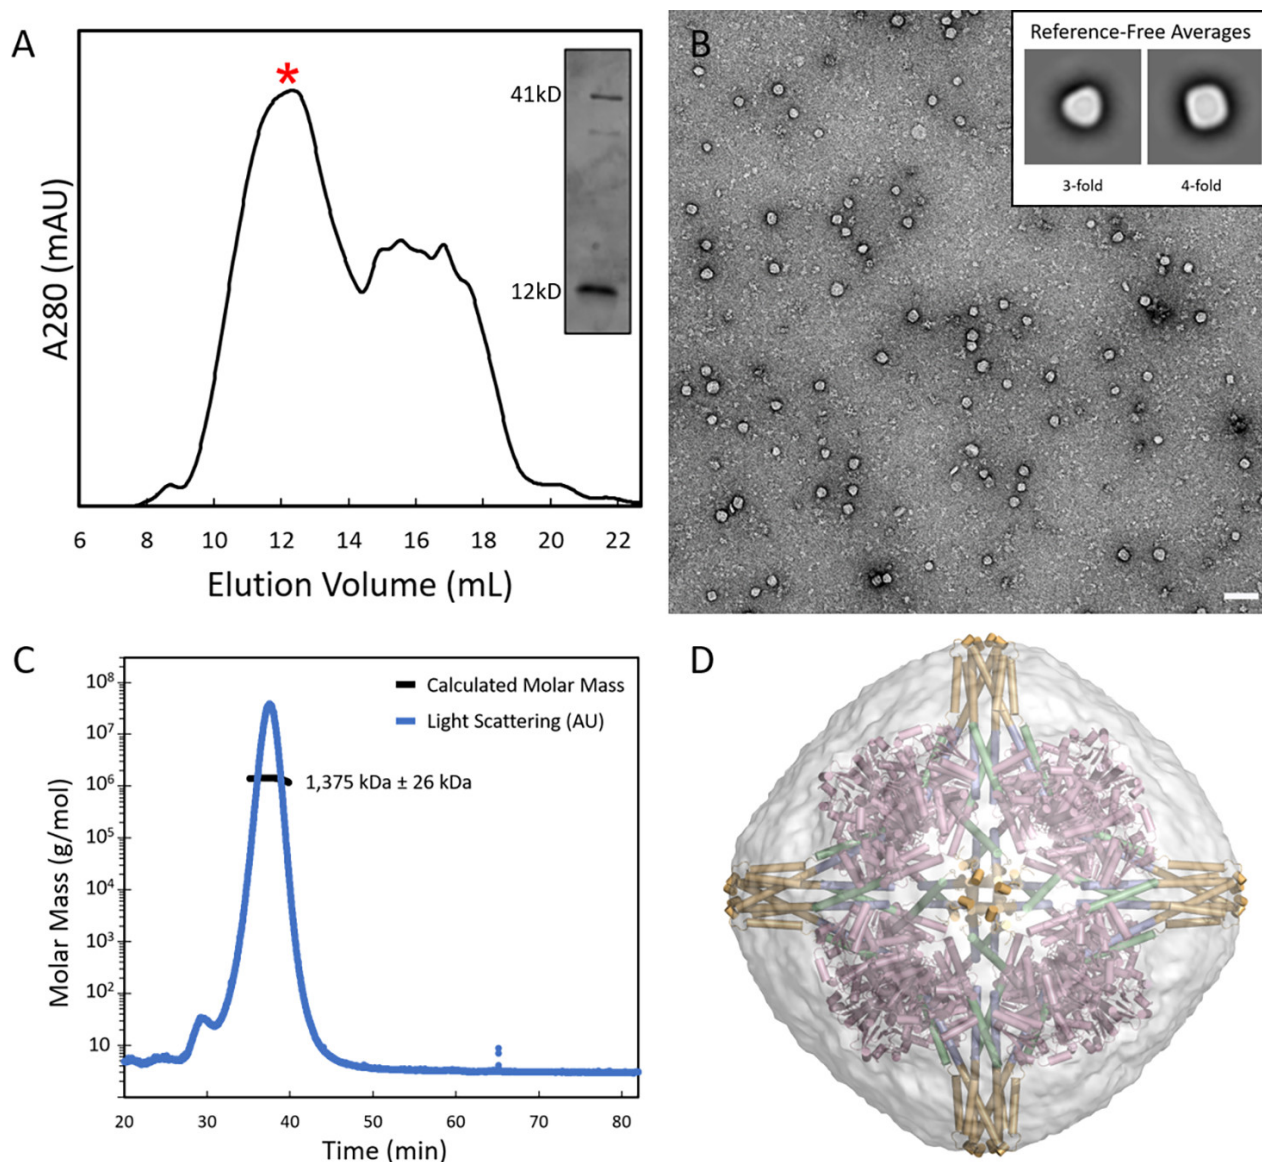 A
A280 (mAU)
41kD
12kD
*
6 8 10 12 14 16 18 20 22
Elution Volume (mL)
B
Reference-Free Averages
3-fold 4-fold
C
Molar Mass (g/mol)
10⁸
10⁷
10⁶
10⁵
10⁴
10³
10²
10
Calculated Molar Mass
Light Scattering (AU)
1,375 kDa ± 26 kDa
20 30 40 50 60 70 80
Time (min)
D